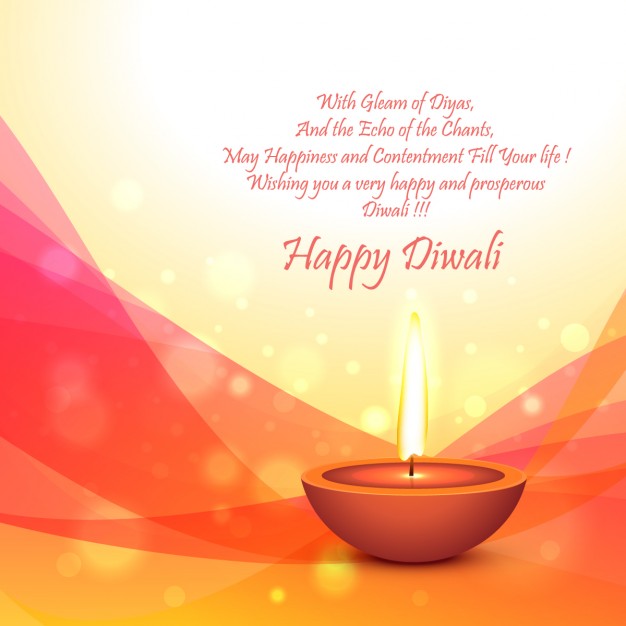 With Gleam of Diyas,
And the Echo of the Chants,
May Happiness and Contentment Fill Your life !
Wishing you a very happy and prosperous
Diwali !!!
Happy Diwali